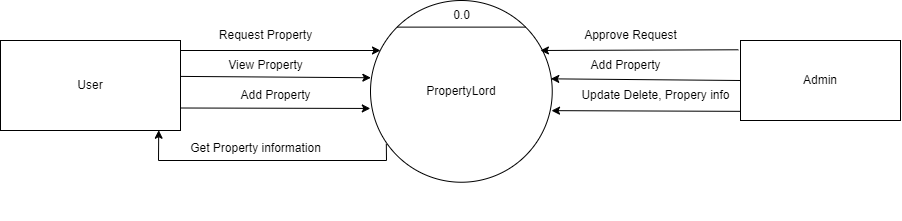 0.0
Request Property
Approve Request
View Property
Add Property
User
PropertyLord
Admin
Add Property
Update Delete, Propery info
Get Property information